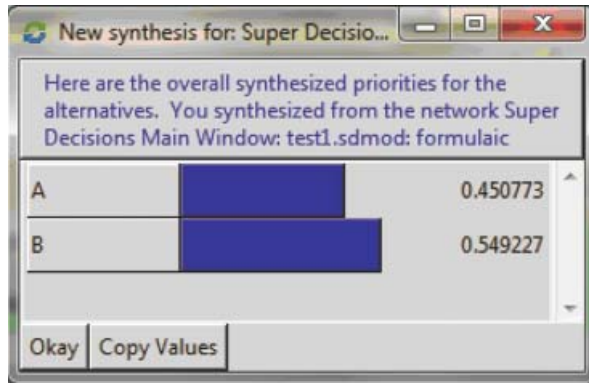 New synthesis for: Super Decisio...
Here are the overall synthesized priorities for the
alternatives. You synthesized from the network Super
Decisions Main Window: test1.sdmod: formulaic
A 0.450773
B 0.549227
Okay Copy Values